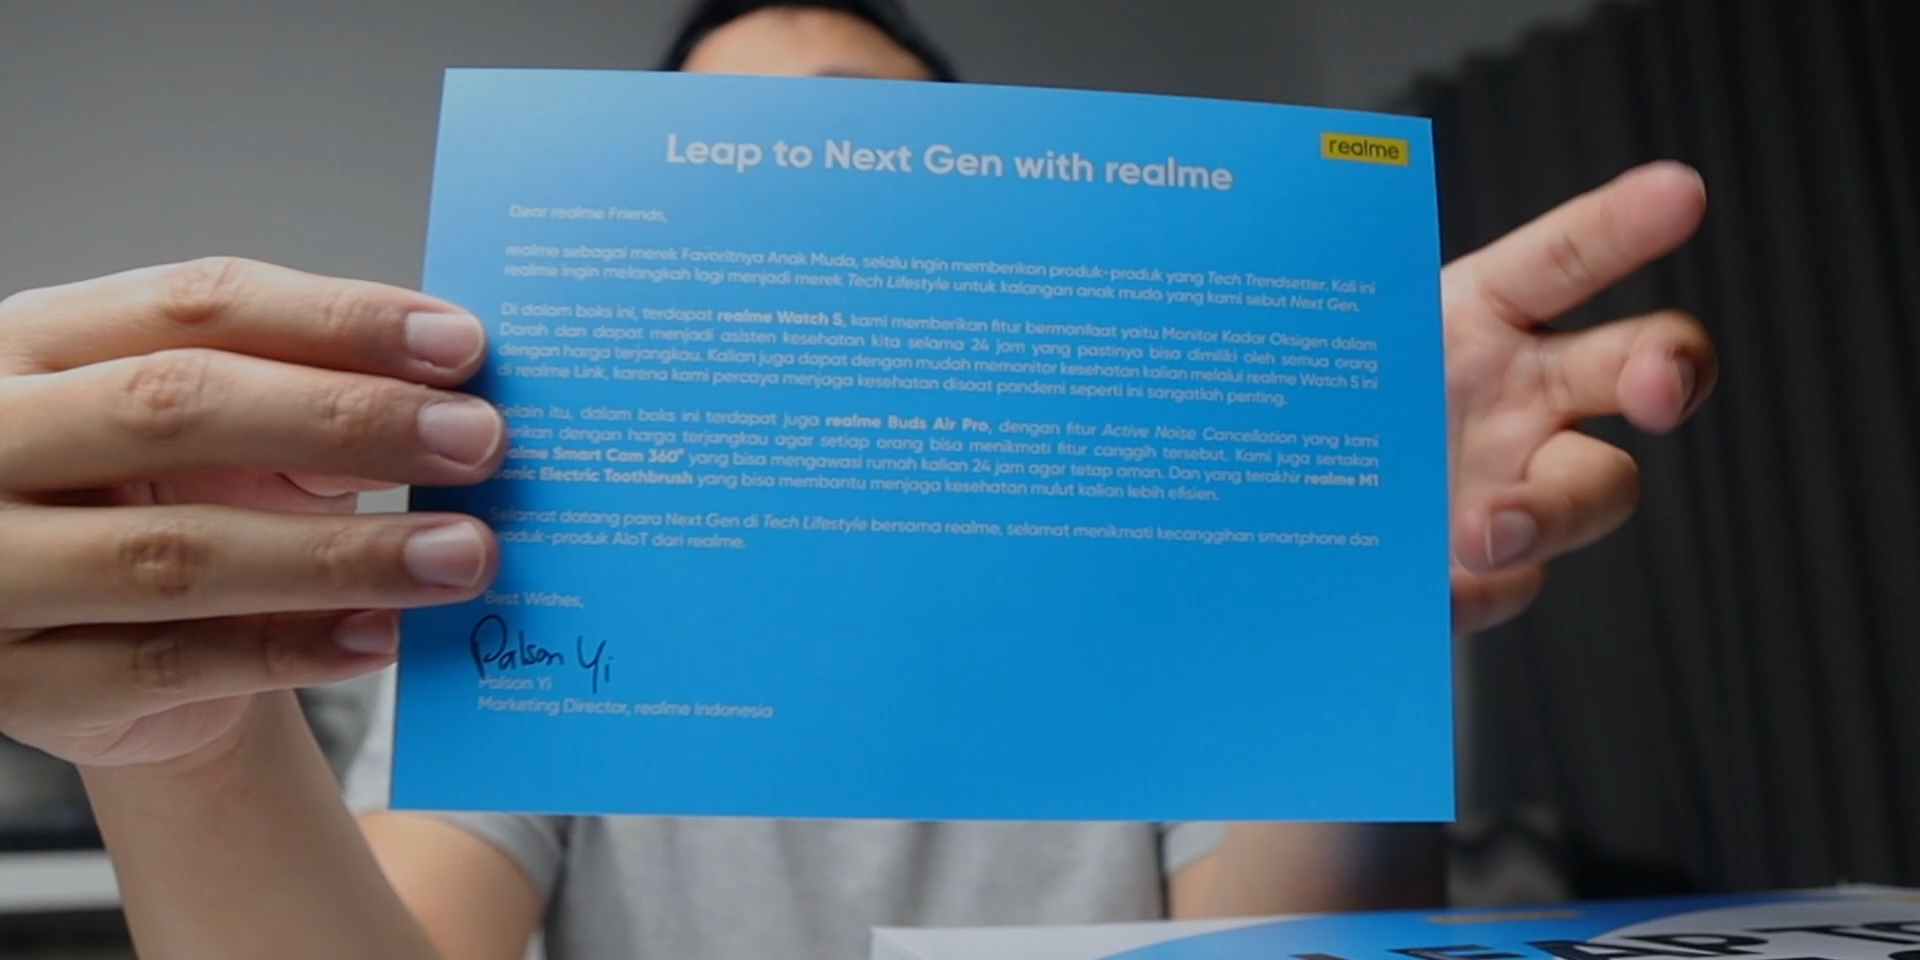 Leap to Next Gen with realme
realme
Dear realme Friends,
realme sebagai merek Favoritnya Anak Muda, selalu ingin memberikan produk-produk yang Tech Trendsetter. Kali ini
realme ingin melangkah lagi menjadi merek Tech Lifestyle untuk kalangan anak muda yang kami sebut Next Gen.
Di dalam boks ini, terdapat realme Watch S, kami memberikan fitur bermanfaat yaitu Monitor Kadar Oksigen dalam
Darah dan dapat menjadi asisten kesehatan kita selama 24 jam yang pastinya bisa dimiliki oleh semua orang
dengan harga terjangkau. Kalian juga dapat dengan mudah memonitor kesehatan kalian melalui realme Watch S ini
di realme Link, karena kami percaya menjaga kesehatan disaat pandemi seperti ini sangatlah penting.
Selain itu, dalam boks ini terdapat juga realme Buds Air Pro, dengan fitur Active Noise Cancellation yang kami
erikan dengan harga terjangkau agar setiap orang bisa menikmati fitur canggih tersebut. Kami juga sertakan
ealme Smart Cam 360° yang bisa mengawasi rumah kalian 24 jam agar tetap aman. Dan yang terakhir realme M1
onic Electric Toothbrush yang bisa membantu menjaga kesehatan mulut kalian lebih efisien.
Selamat datang para Next Gen di Tech Lifestyle bersama realme, selamat menikmati kecanggihan smartphone dan
roduk-produk AIoT dari realme.
Best Wishes,
Palson Yi
Palson Yi
Marketing Director, realme Indonesia
LEAP TO